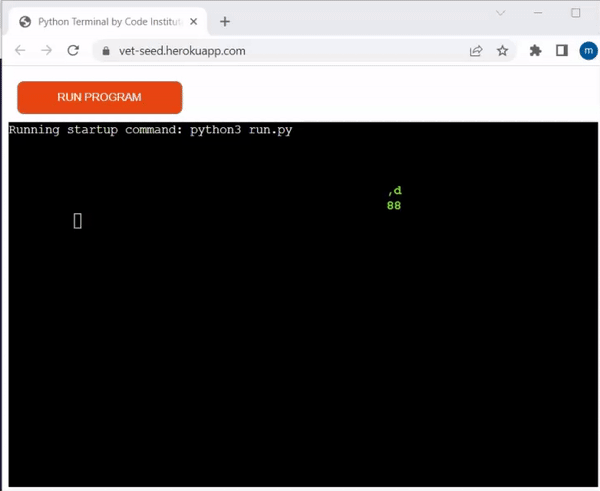 Python Terminal by Code Institut
vet-seed.herokuapp.com
m
RUN PROGRAM
Running startup command: python3 run.py
,d
88